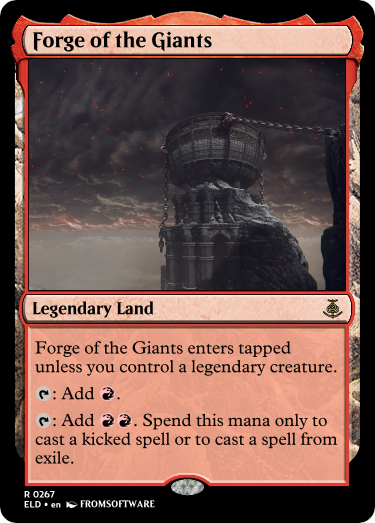 Forge of the Giants
Legendary Land
Forge of the Giants enters tapped
unless you control a legendary creature.
: Add R.
: Add RR. Spend this mana only to
cast a kicked spell or to cast a spell from
exile.
R 0267
ELD • en FROMSOFTWARE